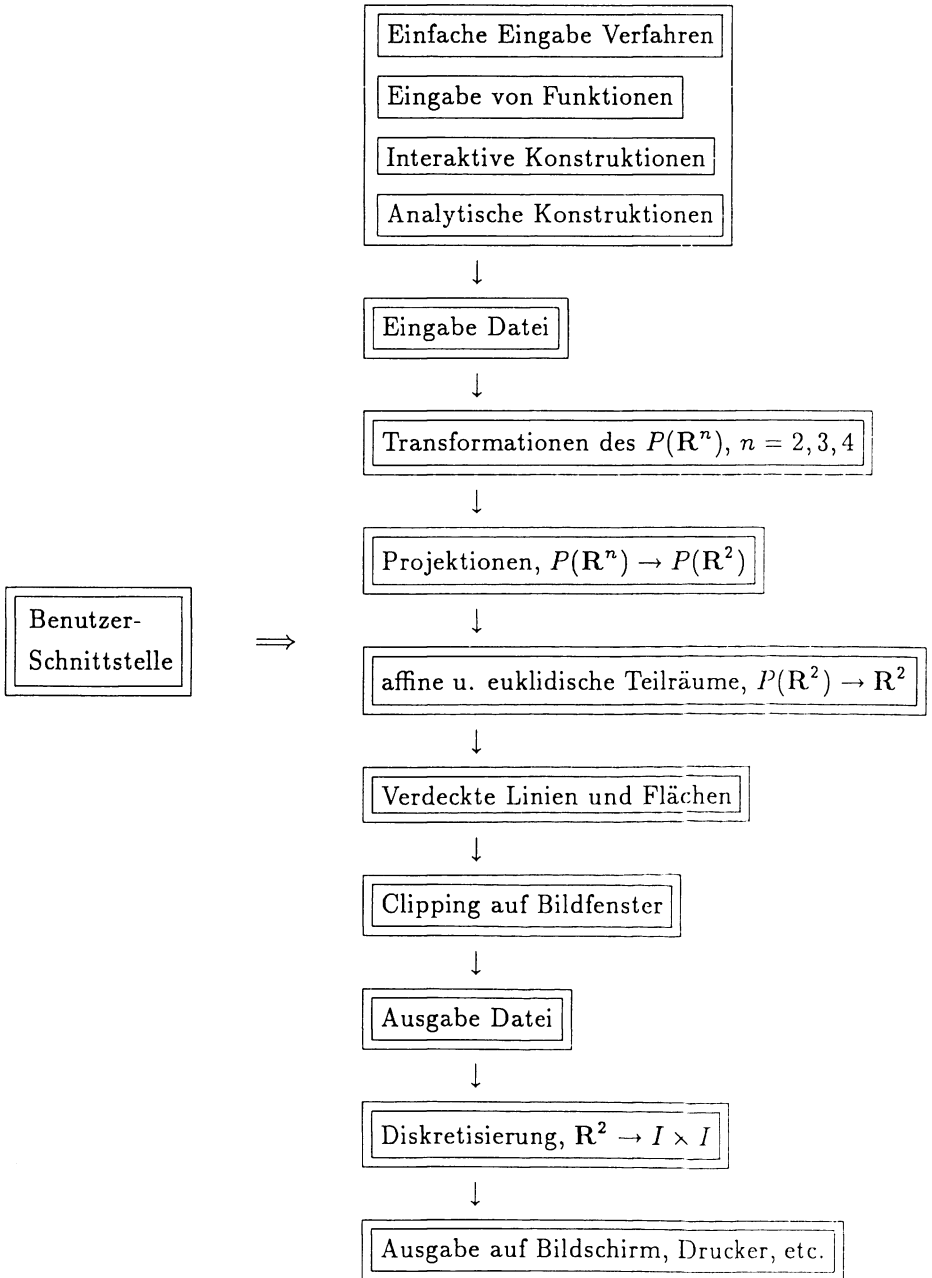 Einfache Eingabe Verfahren
Eingabe von Funktionen
Interaktive Konstruktionen
Analytische Konstruktionen
↓
Eingabe Datei
↓
Transformationen des P(Rⁿ), n = 2, 3, 4
↓
Projektionen, P(Rⁿ) → P(R²)
↓
Benutzer-
Schnittstelle
⟹
affine u. euklidische Teilräume, P(R²) → R²
↓
Verdeckte Linien und Flächen
↓
Clipping auf Bildfenster
↓
Ausgabe Datei
↓
Diskretisierung, R² → I × I
↓
Ausgabe auf Bildschirm, Drucker, etc.